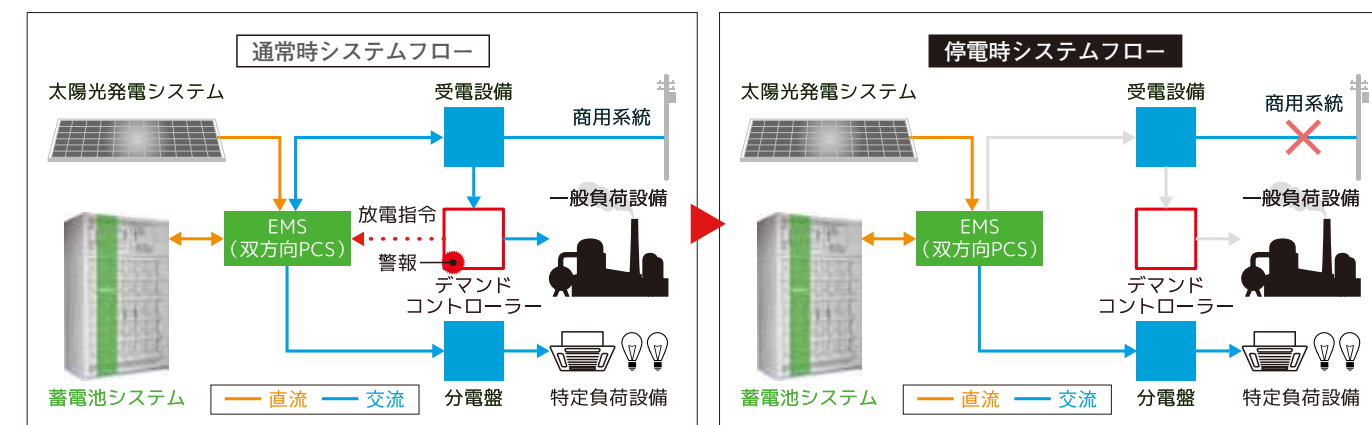 通常時システムフロー
太陽光発電システム
受電設備
商用系統
一般負荷設備
放電指令
EMS
（双方向PCS）
警報
デマンド
コントローラー
蓄電池システム
直流
交流
分電盤
特定負荷設備
停電時システムフロー
太陽光発電システム
受電設備
商用系統
一般負荷設備
EMS
（双方向PCS）
デマンド
コントローラー
蓄電池システム
直流
交流
分電盤
特定負荷設備